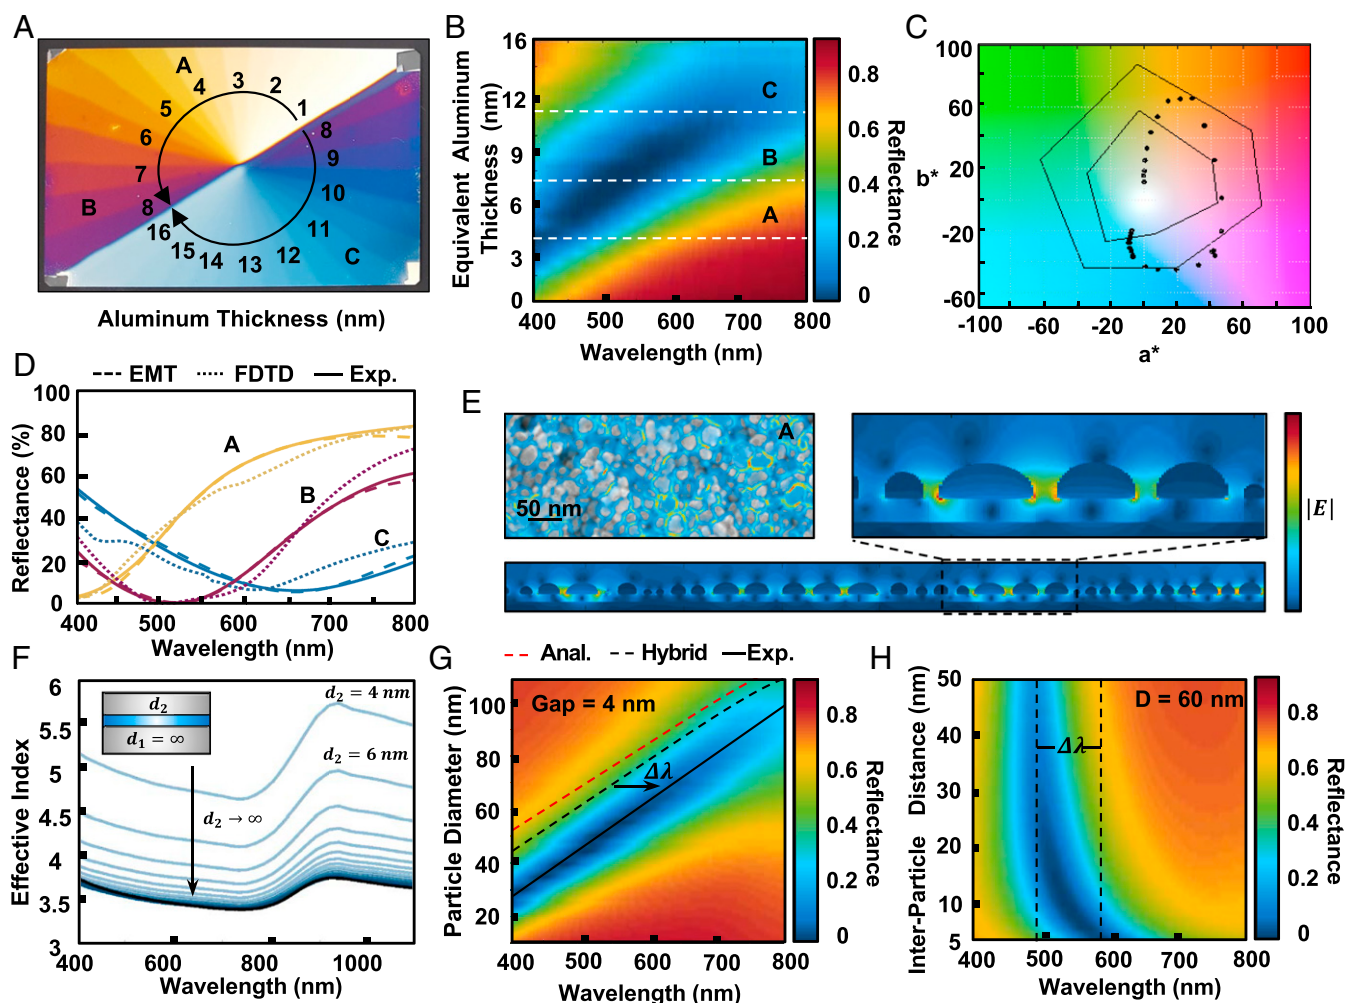 A
A
1
2
3
4
5
6
7
8
B
8
9
10
11
12
13
14
15
16
C
Aluminum Thickness (nm)
B
Equivalent Aluminum
Thickness (nm)
16
12
9
6
3
0
C
B
A
400 500 600 700 800
Wavelength (nm)
0.8
0.6
0.4
0.2
0
Reflectance
C
b*
100
60
20
-20
-60
-100 -60 -20 20 60 100
a*
D
EMT FDTD Exp.
Reflectance (%)
100
80
60
40
20
0
A
B
C
400 500 600 700 800
Wavelength (nm)
E
A
50 nm
|E|
F
Effective Index
6
5.5
5
4.5
4
3.5
3
d₂
d₁ = ∞
d₂ = 4 nm
d₂ = 6 nm
d₂ → ∞
400 600 800 1000
Wavelength (nm)
G
Anal. Hybrid Exp.
Particle Diameter (nm)
100
80
60
40
20
Gap = 4 nm
Δλ
400 500 600 700 800
Wavelength (nm)
0.8
0.6
0.4
0.2
0
Reflectance
H
Inter-Particle Distance (nm)
50
40
30
20
10
5
D = 60 nm
Δλ
400 500 600 700 800
Wavelength (nm)
0.8
0.6
0.4
0.2
0
Reflectance